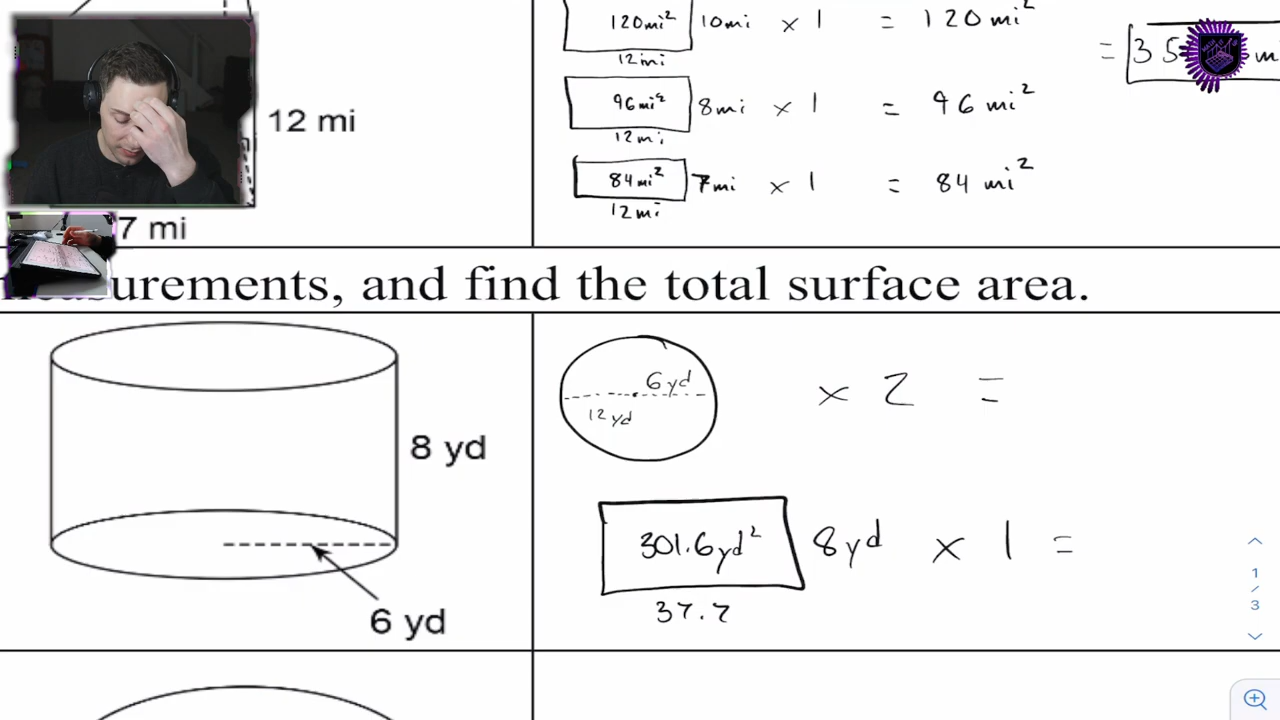 120mi² 10mi x 1 = 120 mi²
12mi
= 35
12 mi
96mi² 8mi x 1 = 96 mi²
12mi
84mi² 7mi x 1 = 84 mi²
12mi
7 mi
measurements, and find the total surface area.
6yd x 2 =
12yd
8 yd
301.6yd² 8yd x 1 =
37.7
6 yd
1
/
3